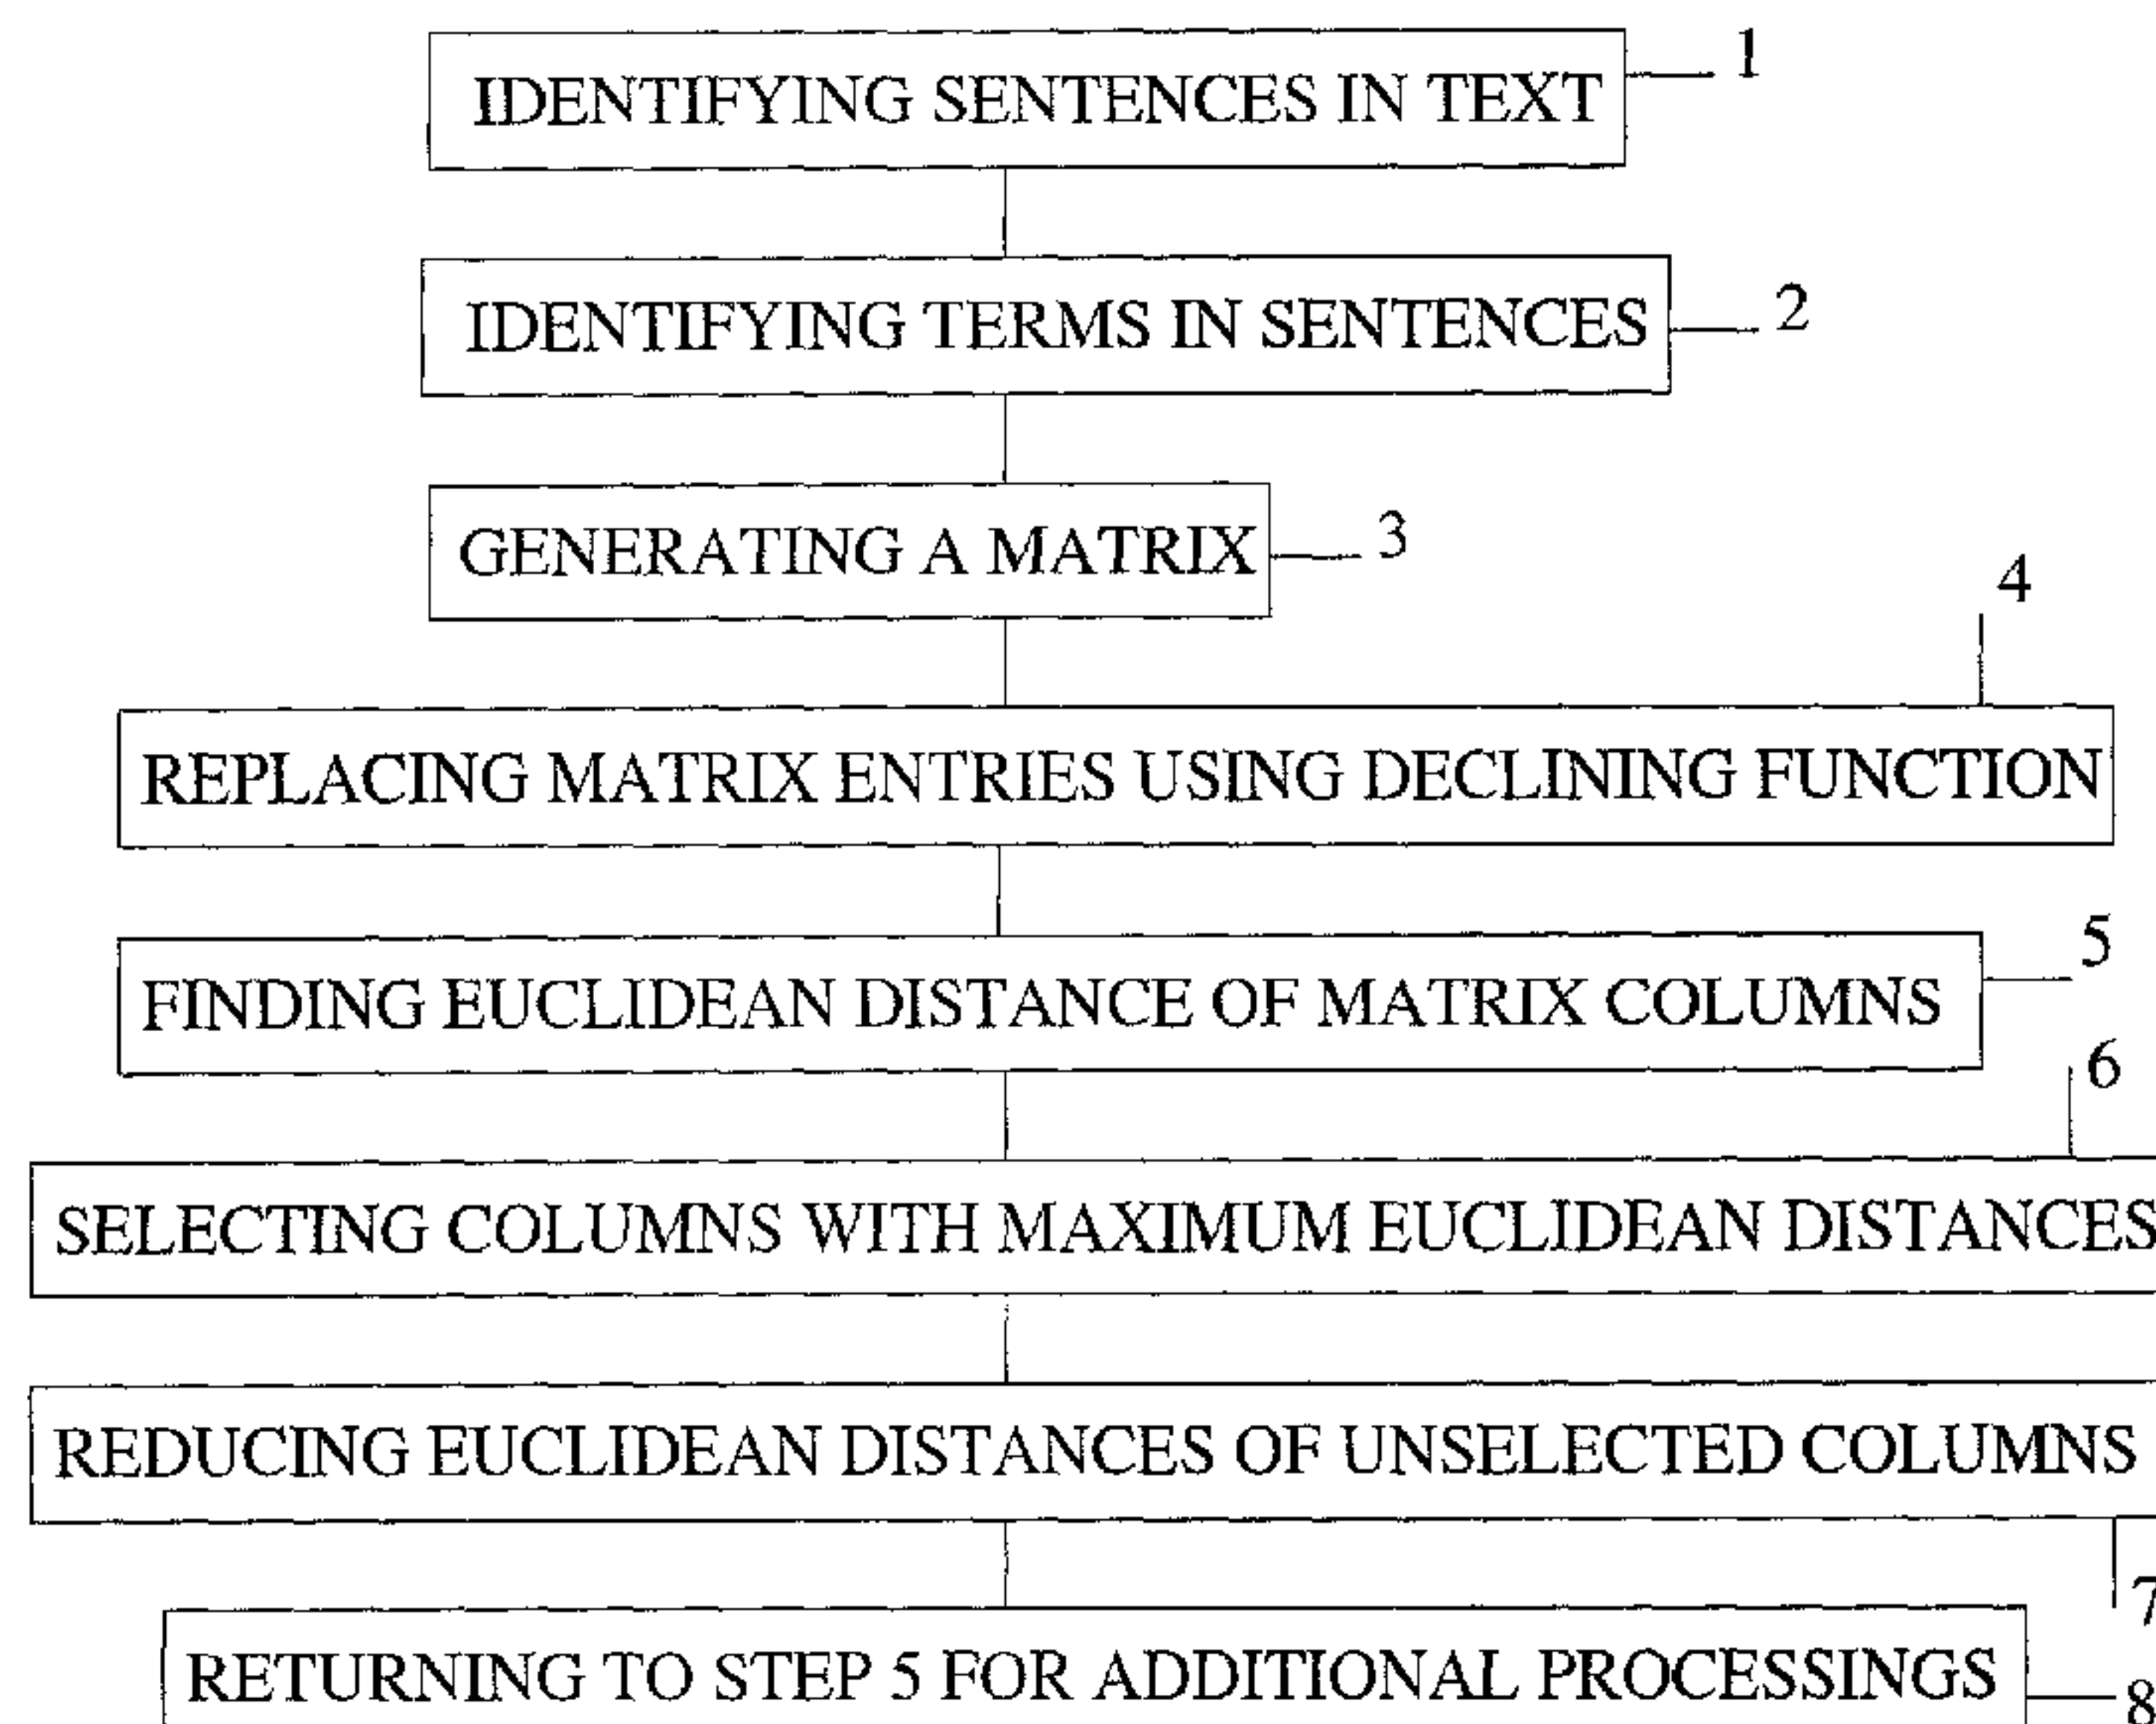 IDENTIFYING SENTENCES IN TEXT 1
IDENTIFYING TERMS IN SENTENCES 2
GENERATING A MATRIX 3
4
REPLACING MATRIX ENTRIES USING DECLINING FUNCTION
5
FINDING EUCLIDEAN DISTANCE OF MATRIX COLUMNS
6
SELECTING COLUMNS WITH MAXIMUM EUCLIDEAN DISTANCES
REDUCING EUCLIDEAN DISTANCES OF UNSELECTED COLUMNS
7
RETURNING TO STEP 5 FOR ADDITIONAL PROCESSINGS
8